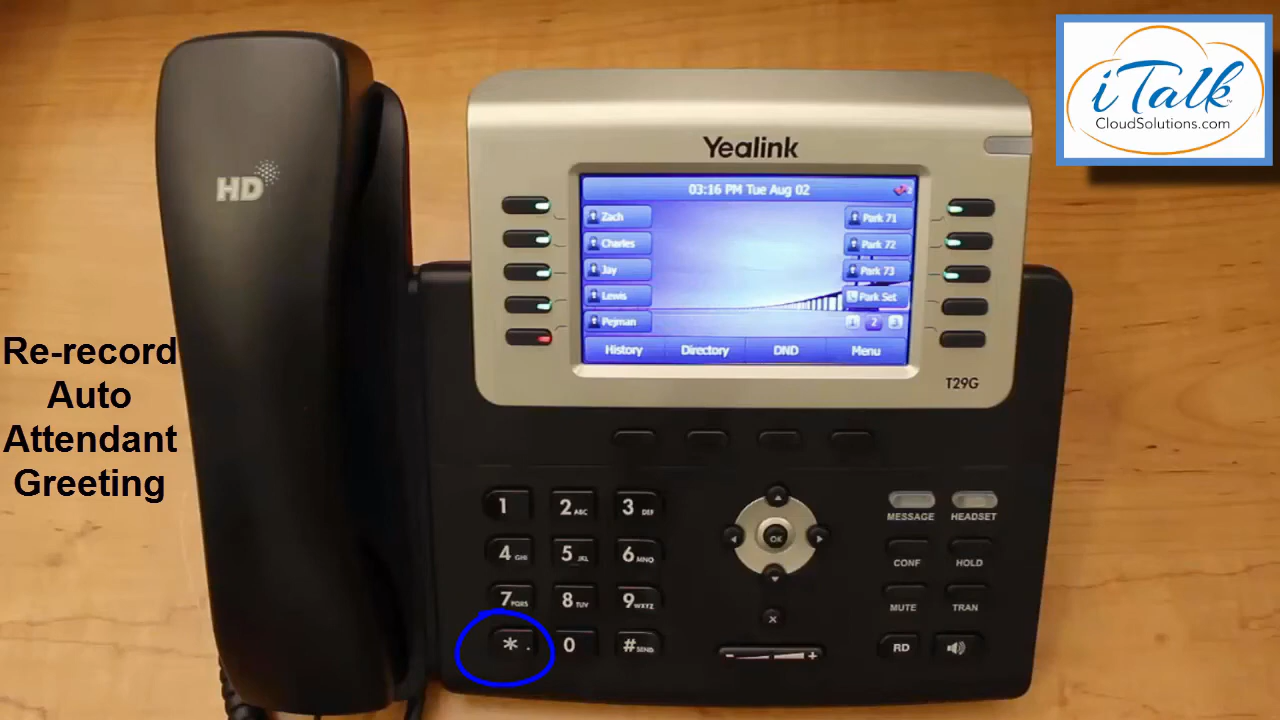 iTalk
CloudSolutions.com
HD
Yealink
03:16 PM Tue Aug 02
Zach
Charles
Jay
Lewis
Pejman
Park 71
Park 72
Park 73
Park Set
1 2 3
History Directory DND Menu
T29G
Re-record
Auto
Attendant
Greeting
1 2 ABC 3 DEF
4 GHI 5 JKL 6 MNO
7 PQRS 8 TUV 9 WXYZ
* . 0 # SEND
OK
X
- +
MESSAGE HEADSET
CONF HOLD
MUTE TRAN
RD